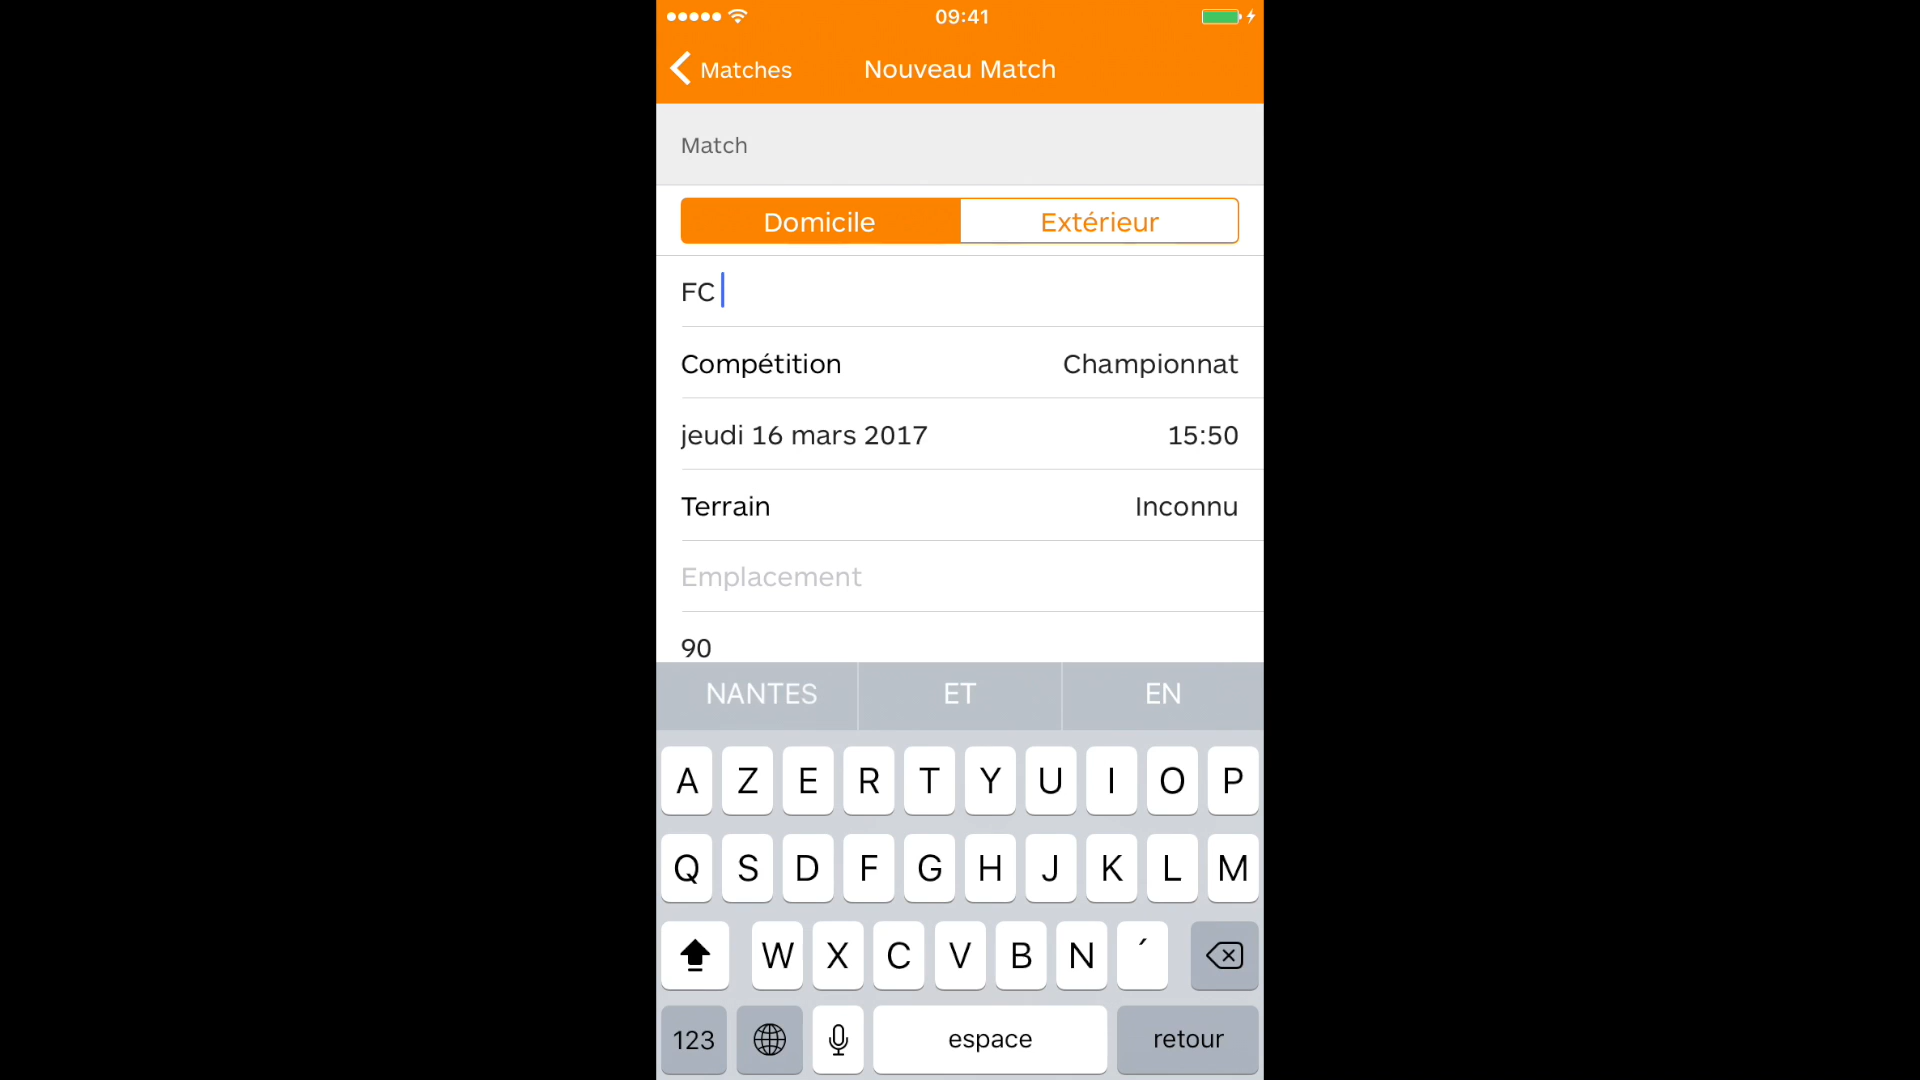 09:41
Matches Nouveau Match
Match
Domicile Extérieur
FC
Compétition Championnat
jeudi 16 mars 2017 15:50
Terrain Inconnu
Emplacement
90
NANTES ET EN
A Z E R T Y U I O P
Q S D F G H J K L M
W X C V B N ´
123 espace retour